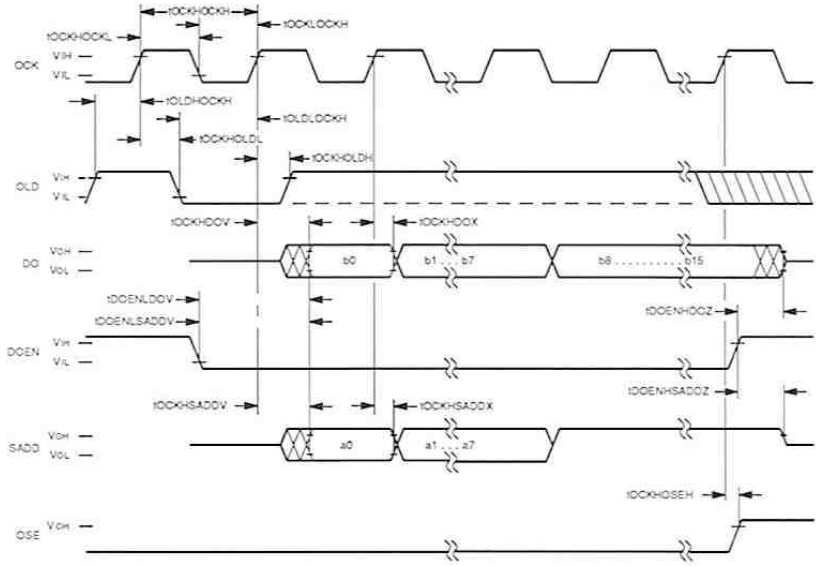 tOCKHOCKH
tOCKHOCKL
tOCKLOCKH
OCK VIH
VIL
tOLDHOCKH
tOLDLOCKH
tOCKHOLDL
tOCKHOLDH
OLD VIH
VIL
tOCKHDOV
tOCKHDOX
DO VOH
VOL
b0
b1 . . . b7
b8 . . . . . . . . . . b15
tDOENLDOV
tDOENHDOZ
tDOENLSADDV
DOEN VIH
VIL
tDOENHSADDZ
tOCKHSADDV
tOCKHSADDX
SADD VOH
VOL
a0
a1 . . . a7
tOCKHOSEH
OSE VOH